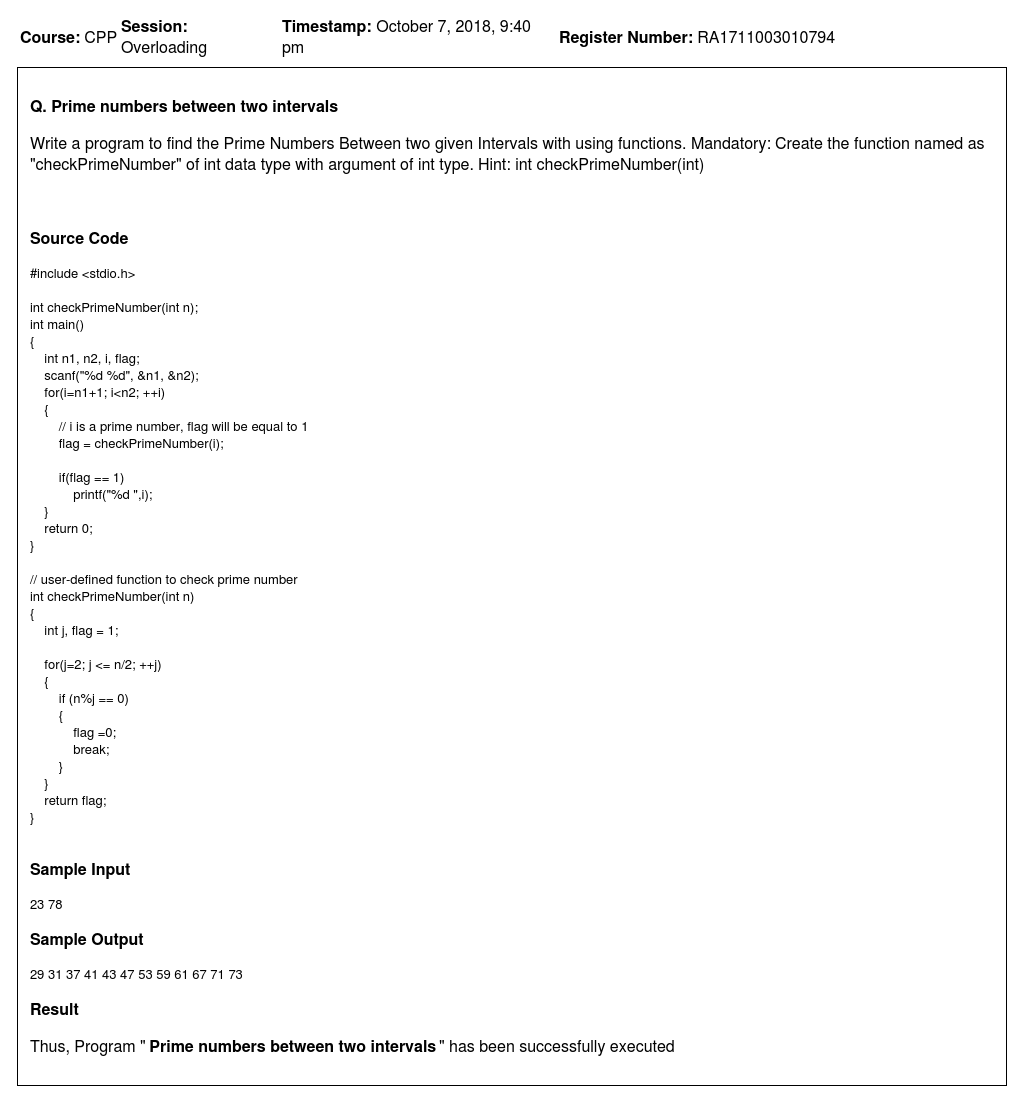 Course: CPP Session: Overloading Timestamp: October 7, 2018, 9:40 pm Register Number: RA1711003010794
Q. Prime numbers between two intervals
Write a program to find the Prime Numbers Between two given Intervals with using functions. Mandatory: Create the function named as
"checkPrimeNumber" of int data type with argument of int type. Hint: int checkPrimeNumber(int)
Source Code
#include <stdio.h>
int checkPrimeNumber(int n);
int main()
{
    int n1, n2, i, flag;
    scanf("%d %d", &n1, &n2);
    for(i=n1+1; i<n2; ++i)
    {
        // i is a prime number, flag will be equal to 1
        flag = checkPrimeNumber(i);
        if(flag == 1)
            printf("%d ",i);
    }
    return 0;
}
// user-defined function to check prime number
int checkPrimeNumber(int n)
{
    int j, flag = 1;
    for(j=2; j <= n/2; ++j)
    {
        if (n%j == 0)
        {
            flag =0;
            break;
        }
    }
    return flag;
}
Sample Input
23 78
Sample Output
29 31 37 41 43 47 53 59 61 67 71 73
Result
Thus, Program " Prime numbers between two intervals " has been successfully executed